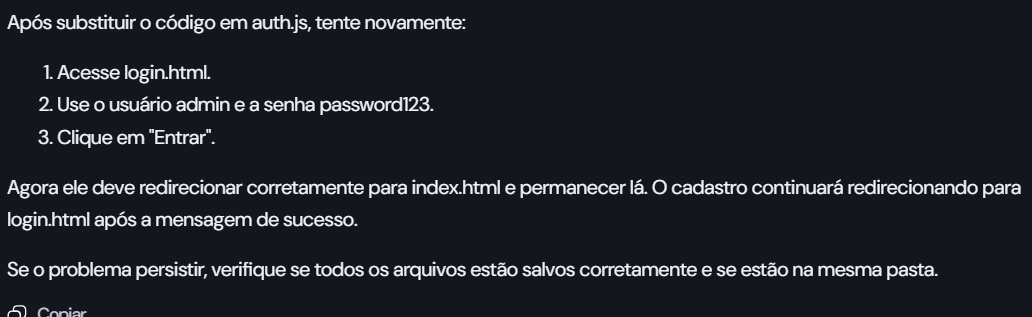 Após substituir o código em auth.js, tente novamente:
1. Acesse login.html.
2. Use o usuário admin e a senha password123.
3. Clique em "Entrar".
Agora ele deve redirecionar corretamente para index.html e permanecer lá. O cadastro continuará redirecionando para
login.html após a mensagem de sucesso.
Se o problema persistir, verifique se todos os arquivos estão salvos corretamente e se estão na mesma pasta.
Copiar